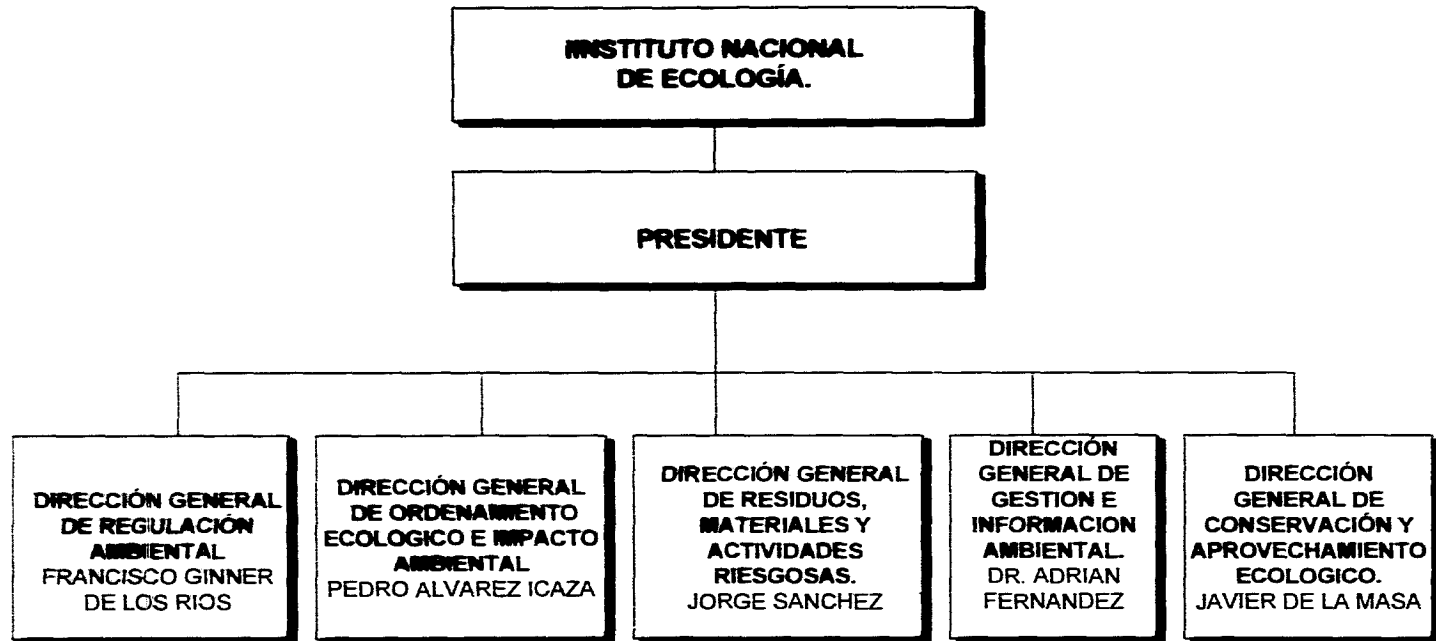 IINSTITUTO NACIONAL
DE ECOLOGÍA.
PRESIDENTE
DIRECCIÓN GENERAL
DE REGULACIÓN
AMBIENTAL
FRANCISCO GINNER
DE LOS RIOS
DIRECCIÓN GENERAL
DE ORDENAMIENTO
ECOLOGICO E IMPACTO
AMBIENTAL
PEDRO ALVAREZ ICAZA
DIRECCIÓN GENERAL
DE RESIDUOS,
MATERIALES Y
ACTIVIDADES
RIESGOSAS.
JORGE SANCHEZ
DIRECCIÓN
GENERAL DE
GESTION E
INFORMACION
AMBIENTAL.
DR. ADRIAN
FERNANDEZ
DIRECCIÓN
GENERAL DE
CONSERVACIÓN Y
APROVECHAMIENTO
ECOLOGICO.
JAVIER DE LA MASA